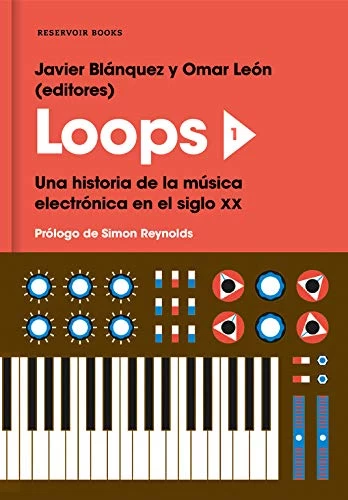 RESERVOIR BOOKS
Javier Blánquez y Omar León
(editores)
Loops 1
Una historia de la música
electrónica en el siglo XX
Prólogo de Simon Reynolds